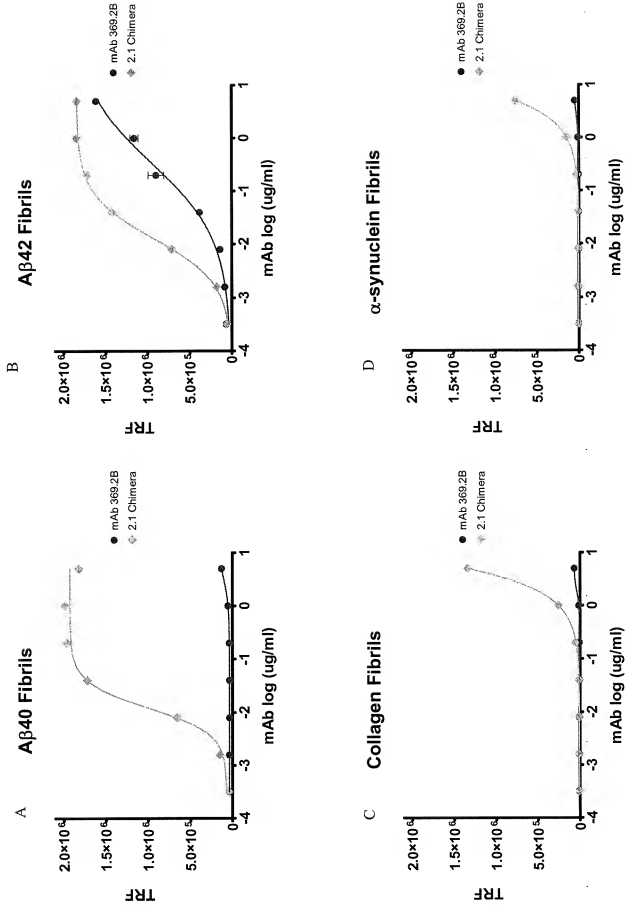 A
Aβ40 Fibrils
TRF
2.0×10⁶
1.5×10⁶
1.0×10⁶
5.0×10⁵
0
-4 -3 -2 -1 0 1
mAb log (ug/ml)
mAb 369.2B
2.1 Chimera
B
Aβ42 Fibrils
TRF
2.0×10⁶
1.5×10⁶
1.0×10⁶
5.0×10⁵
0
-4 -3 -2 -1 0 1
mAb log (ug/ml)
mAb 369.2B
2.1 Chimera
C
Collagen Fibrils
TRF
2.0×10⁶
1.5×10⁶
1.0×10⁶
5.0×10⁵
0
-4 -3 -2 -1 0 1
mAb log (ug/ml)
mAb 369.2B
2.1 Chimera
D
α-synuclein Fibrils
TRF
2.0×10⁶
1.5×10⁶
1.0×10⁶
5.0×10⁵
0
-4 -3 -2 -1 0 1
mAb log (ug/ml)
mAb 369.2B
2.1 Chimera